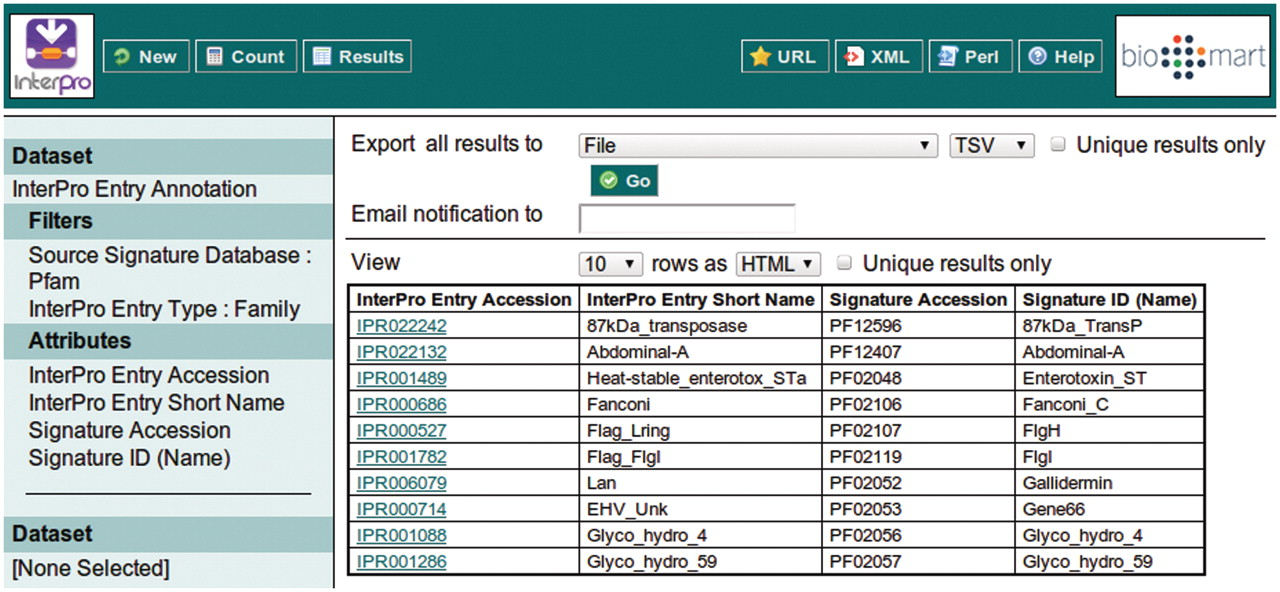 InterPro
New Count Results URL XML Perl Help
bio mart
Dataset
InterPro Entry Annotation
Filters
Source Signature Database :
Pfam
InterPro Entry Type : Family
Attributes
InterPro Entry Accession
InterPro Entry Short Name
Signature Accession
Signature ID (Name)
Dataset
[None Selected]
Export all results to File TSV Unique results only
Go
Email notification to
View 10 rows as HTML Unique results only
InterPro Entry Accession InterPro Entry Short Name Signature Accession Signature ID (Name)
IPR022242 87kDa_transposase PF12596 87kDa_TransP
IPR022132 Abdominal-A PF12407 Abdominal-A
IPR001489 Heat-stable_enterotox_STa PF02048 Enterotoxin_ST
IPR000686 Fanconi PF02106 Fanconi_C
IPR000527 Flag_Lring PF02107 FlgH
IPR001782 Flag_FlgI PF02119 FlgI
IPR006079 Lan PF02052 Gallidermin
IPR000714 EHV_Unk PF02053 Gene66
IPR001088 Glyco_hydro_4 PF02056 Glyco_hydro_4
IPR001286 Glyco_hydro_59 PF02057 Glyco_hydro_59